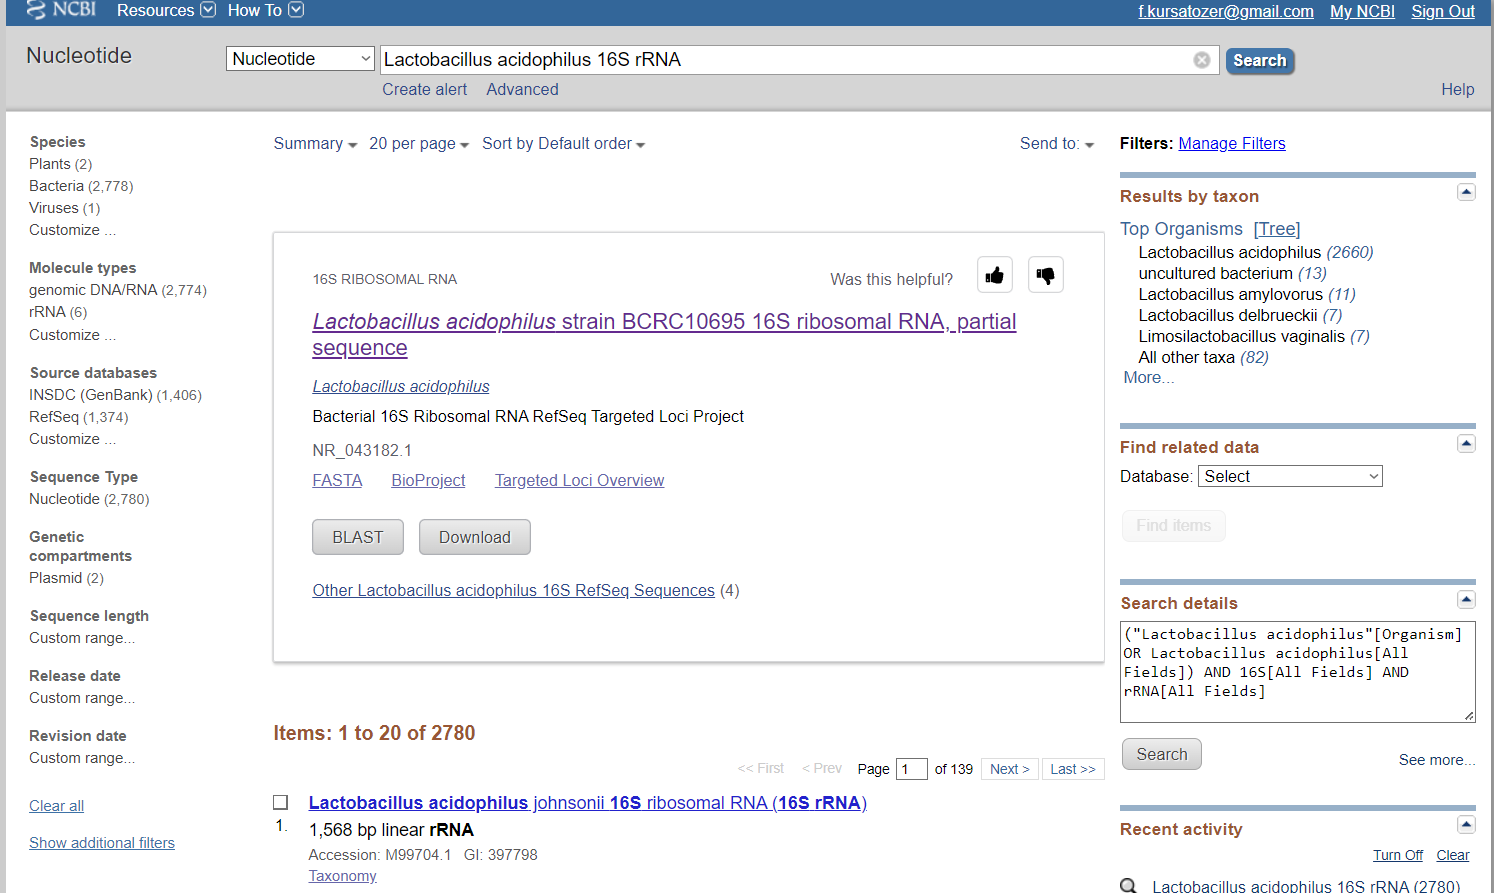 NCBI Resources How To f.kursatozer@gmail.com My NCBI Sign Out
Nucleotide Nucleotide Lactobacillus acidophilus 16S rRNA Search
Create alert Advanced Help
Species
Plants (2)
Bacteria (2,778)
Viruses (1)
Customize ...
Molecule types
genomic DNA/RNA (2,774)
rRNA (6)
Customize ...
Source databases
INSDC (GenBank) (1,406)
RefSeq (1,374)
Customize ...
Sequence Type
Nucleotide (2,780)
Genetic
compartments
Plasmid (2)
Sequence length
Custom range...
Release date
Custom range...
Revision date
Custom range...
Clear all
Show additional filters
Summary 20 per page Sort by Default order Send to:
16S RIBOSOMAL RNA Was this helpful?
Lactobacillus acidophilus strain BCRC10695 16S ribosomal RNA, partial
sequence
Lactobacillus acidophilus
Bacterial 16S Ribosomal RNA RefSeq Targeted Loci Project
NR_043182.1
FASTA BioProject Targeted Loci Overview
BLAST Download
Other Lactobacillus acidophilus 16S RefSeq Sequences (4)
Items: 1 to 20 of 2780
<< First < Prev Page 1 of 139 Next > Last >>
Lactobacillus acidophilus johnsonii 16S ribosomal RNA (16S rRNA)
1. 1,568 bp linear rRNA
Accession: M99704.1 GI: 397798
Taxonomy
Filters: Manage Filters
Results by taxon
Top Organisms [Tree]
Lactobacillus acidophilus (2660)
uncultured bacterium (13)
Lactobacillus amylovorus (11)
Lactobacillus delbrueckii (7)
Limosilactobacillus vaginalis (7)
All other taxa (82)
More...
Find related data
Database: Select
Find items
Search details
("Lactobacillus acidophilus"[Organism]
OR Lactobacillus acidophilus[All
Fields]) AND 16S[All Fields] AND
rRNA[All Fields]
Search See more...
Recent activity
Turn Off Clear
Lactobacillus acidophilus 16S rRNA (2780)